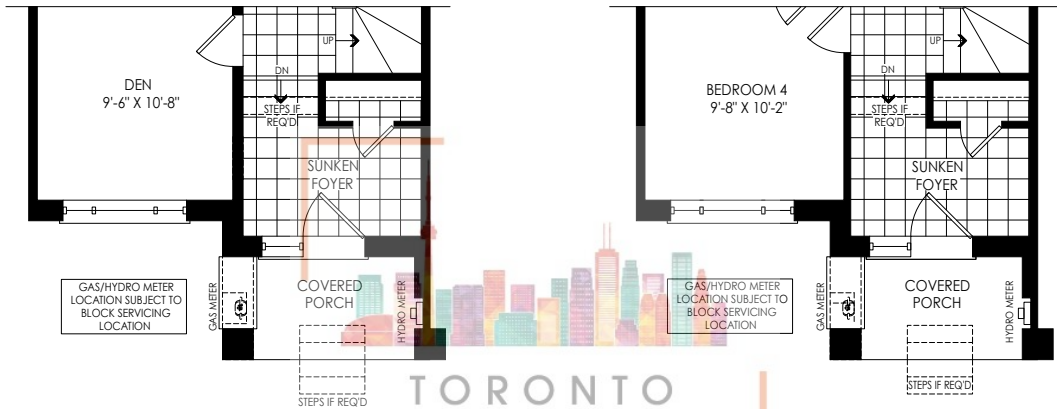 UP
DEN
9'-6" X 10'-8"
DN
STEPS IF
REQ'D
SUNKEN
FOYER
GAS/HYDRO METER
LOCATION SUBJECT TO
BLOCK SERVICING
LOCATION
GAS METER
COVERED
PORCH
HYDRO METER
STEPS IF REQ'D
UP
BEDROOM 4
9'-8" X 10'-2"
DN
STEPS IF
REQ'D
SUNKEN
FOYER
GAS/HYDRO METER
LOCATION SUBJECT TO
BLOCK SERVICING
LOCATION
GAS METER
COVERED
PORCH
HYDRO METER
STEPS IF REQ'D
TORONTO